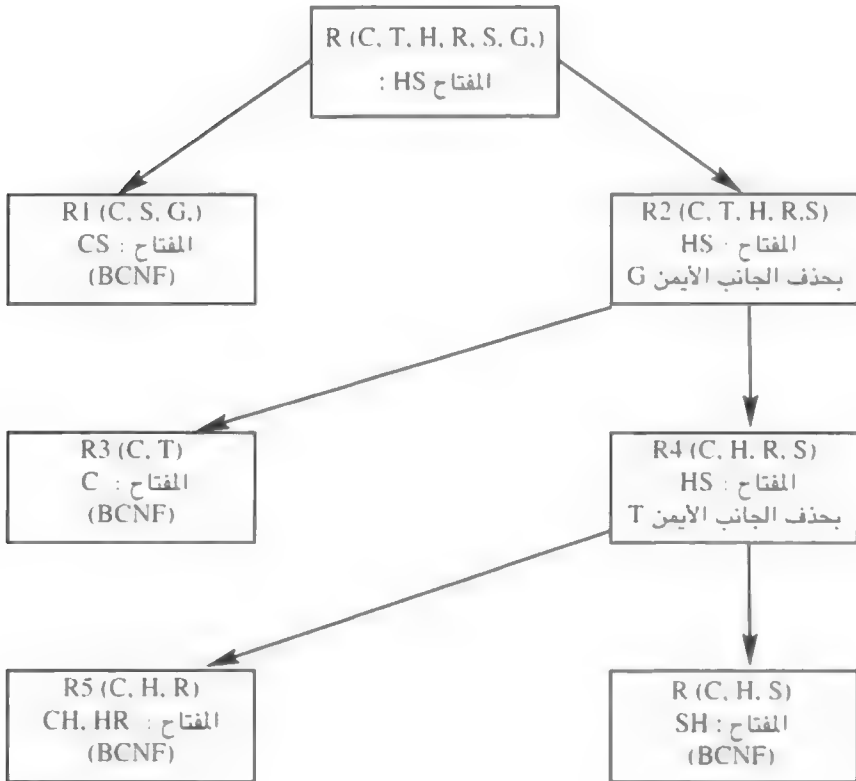 R (C, T, H, R, S, G,)
المفتاح HS :
R1 (C, S, G,)
المفتاح : CS
(BCNF)
R2 (C, T, H, R,S)
المفتاح : HS
بحذف الجانب الأيمن G
R3 (C, T)
المفتاح : C
(BCNF)
R4 (C, H, R, S)
المفتاح : HS
بحذف الجانب الأيمن T
R5 (C, H, R)
المفتاح : CH, HR
(BCNF)
R (C, H, S)
المفتاح : SH
(BCNF)